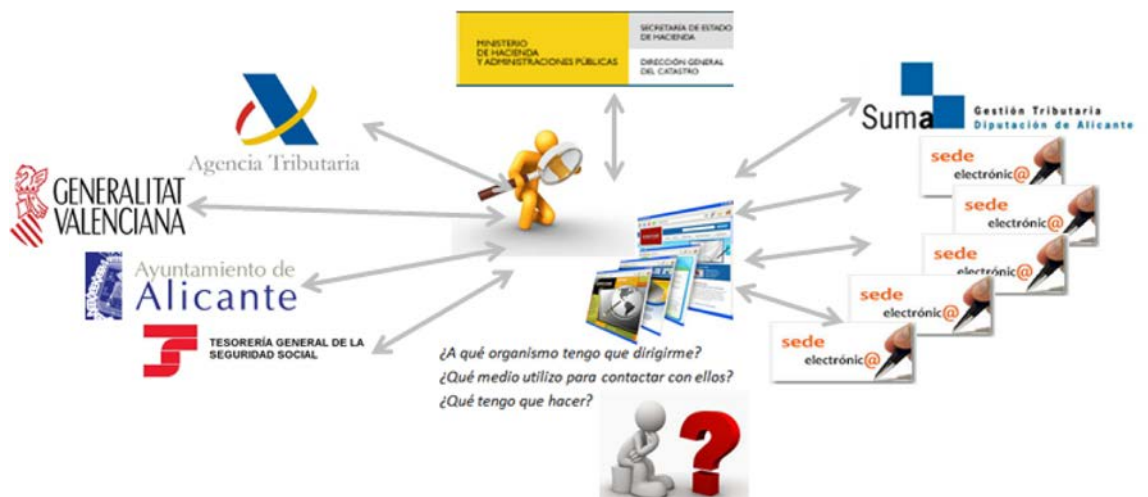 MINISTERIO
DE HACIENDA
Y ADMINISTRACIONES PÚBLICAS
SECRETARÍA DE ESTADO
DE HACIENDA
DIRECCIÓN GENERAL
DEL CATASTRO
Agencia Tributaria
Suma Gestión Tributaria
Diputación de Alicante
GENERALITAT
VALENCIANA
Ayuntamiento de
Alicante
TESORERÍA GENERAL DE LA
SEGURIDAD SOCIAL
sede
electrónic@
sede
electrónic@
electrónic@
sede
electrónic@
sede
electrónic@
¿A qué organismo tengo que dirigirme?
¿Qué medio utilizo para contactar con ellos?
¿Qué tengo que hacer?
?